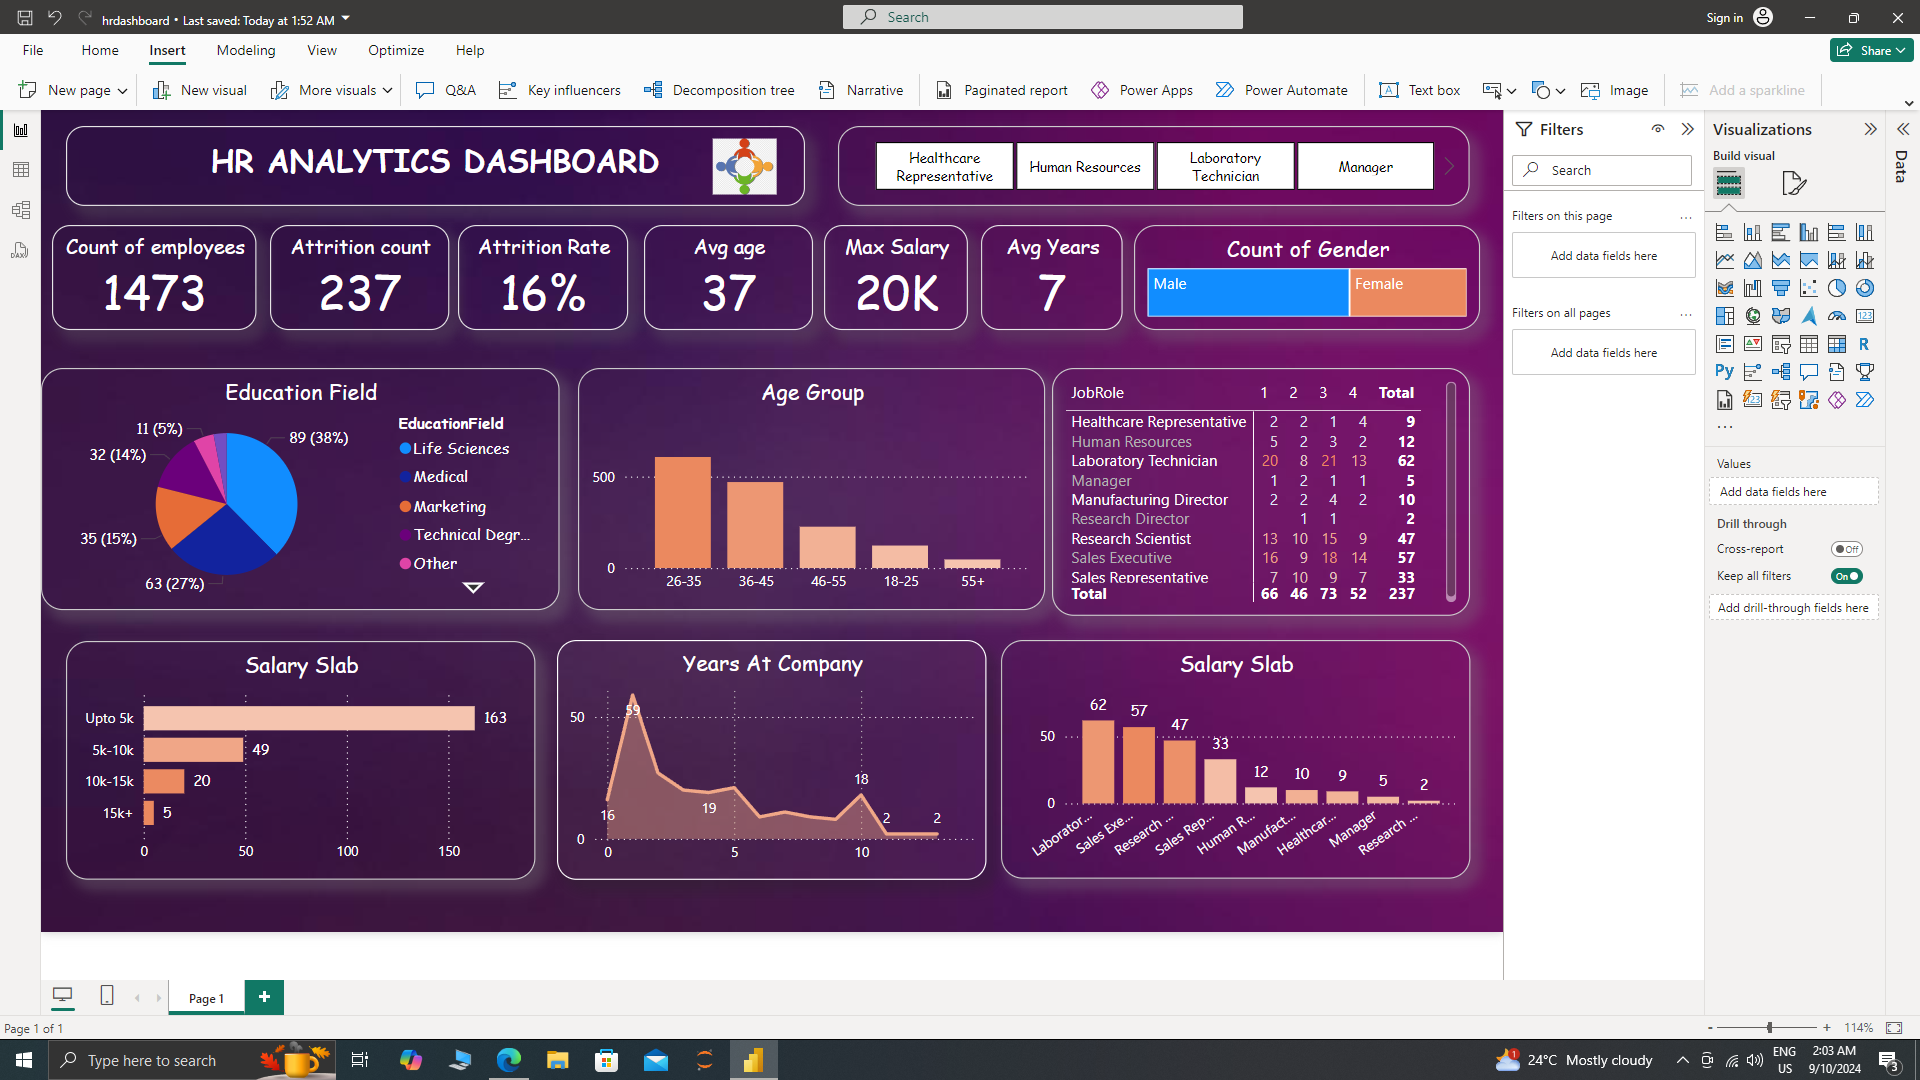 hrdashboard • Last saved: Today at 1:52 AM
Search
Sign in
File
Home
Insert
Modeling
View
Optimize
Help
Share
New page
New visual
More visuals
Q&A
Key influencers
Decomposition tree
Narrative
Paginated report
Power Apps
Power Automate
Text box
Image
Add a sparkline
HR ANALYTICS DASHBOARD
Healthcare
Representative
Human Resources
Laboratory
Technician
Manager
Count of employees
1473
Attrition count
237
Attrition Rate
16%
Avg age
37
Max Salary
20K
Avg Years
7
Count of Gender
Male
Female
Education Field
11 (5%)
89 (38%)
32 (14%)
35 (15%)
63 (27%)
EducationField
Life Sciences
Medical
Marketing
Technical Degr...
Other
Age Group
500
0
26-35 36-45 46-55 18-25 55+
JobRole 1 2 3 4 Total
Healthcare Representative 2 2 1 4 9
Human Resources 5 2 3 2 12
Laboratory Technician 20 8 21 13 62
Manager 1 2 1 1 5
Manufacturing Director 2 2 4 2 10
Research Director 1 1 2
Research Scientist 13 10 15 9 47
Sales Executive 16 9 18 14 57
Sales Representative 7 10 9 7 33
Total 66 46 73 52 237
Salary Slab
Upto 5k 163
5k-10k 49
10k-15k 20
15k+ 5
0 50 100 150
Years At Company
50
0
59
16
19
18
2
2
0 5 10
Salary Slab
50
0
62 57 47 33 12 10 9 5 2
Laborator...
Sales Exe...
Research ...
Sales Rep...
Human R...
Manufact...
Healthcar...
Manager
Research ...
Filters
Search
Filters on this page
...
Add data fields here
Filters on all pages
...
Add data fields here
Visualizations
Build visual
123
R
Py
123
...
Values
Add data fields here
Drill through
Cross-report
Off
Keep all filters
On
Add drill-through fields here
Data
DAX
Page 1
+
Page 1 of 1
- + 114%
Type here to search
1
24°C Mostly cloudy
ENG
US
2:03 AM
9/10/2024
3